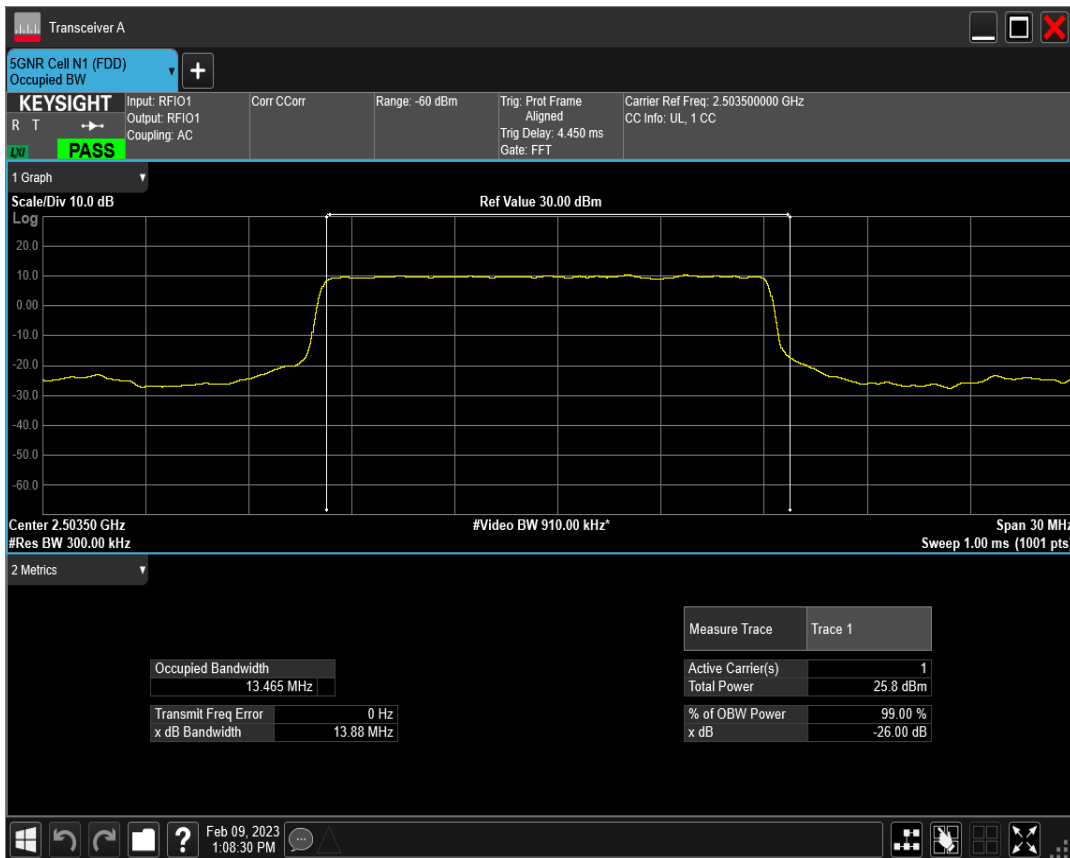 Transceiver A
5GNR Cell N1 (FDD)
Occupied BW
KEYSIGHT
R T
LXI
PASS
Input: RFIO1
Output: RFIO1
Coupling: AC
Corr CCorr
Range: -60 dBm
Trig: Prot Frame
Aligned
Trig Delay: 4.450 ms
Gate: FFT
Carrier Ref Freq: 2.503500000 GHz
CC Info: UL, 1 CC
1 Graph
Scale/Div 10.0 dB
Ref Value 30.00 dBm
Log
20.0
10.0
0.00
-10.0
-20.0
-30.0
-40.0
-50.0
-60.0
Center 2.50350 GHz
#Video BW 910.00 kHz*
Span 30 MHz
#Res BW 300.00 kHz
Sweep 1.00 ms (1001 pts)
2 Metrics
Measure Trace Trace 1
Occupied Bandwidth
13.465 MHz
Active Carrier(s) 1
Total Power 25.8 dBm
Transmit Freq Error 0 Hz
x dB Bandwidth 13.88 MHz
% of OBW Power 99.00 %
x dB -26.00 dB
?
Feb 09, 2023
1:08:30 PM